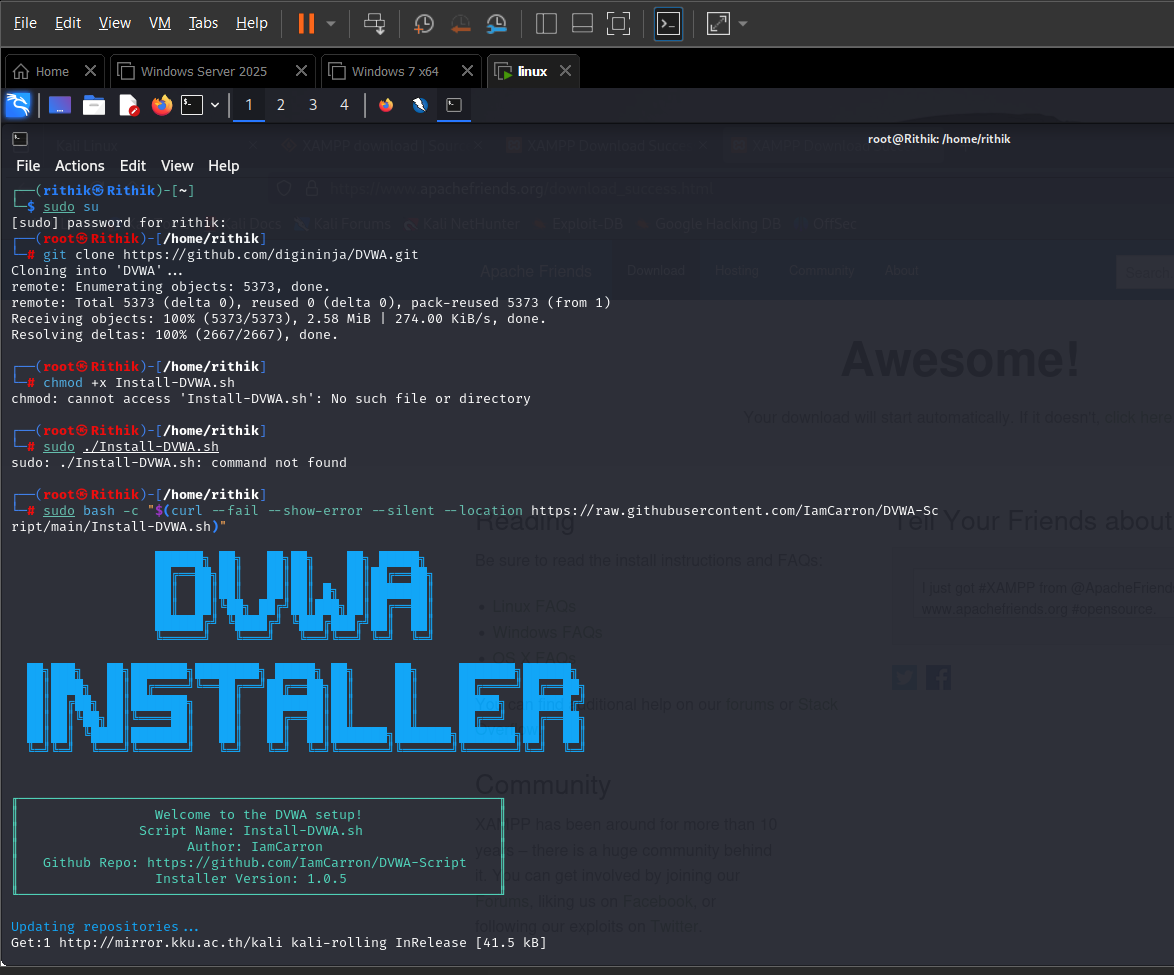 File Edit View VM Tabs Help
Home Windows Server 2025 Windows 7 x64 linux
1 2 3 4
root@Rithik: /home/rithik
File Actions Edit View Help
┌──(rithik㉿Rithik)-[~]
└─$ sudo su
[sudo] password for rithik:
┌──(root㉿Rithik)-[/home/rithik]
└─# git clone https://github.com/digininja/DVWA.git
Cloning into 'DVWA'...
remote: Enumerating objects: 5373, done.
remote: Total 5373 (delta 0), reused 0 (delta 0), pack-reused 5373 (from 1)
Receiving objects: 100% (5373/5373), 2.58 MiB | 274.00 KiB/s, done.
Resolving deltas: 100% (2667/2667), done.
┌──(root㉿Rithik)-[/home/rithik]
└─# chmod +x Install-DVWA.sh
chmod: cannot access 'Install-DVWA.sh': No such file or directory
┌──(root㉿Rithik)-[/home/rithik]
└─# sudo ./Install-DVWA.sh
sudo: ./Install-DVWA.sh: command not found
┌──(root㉿Rithik)-[/home/rithik]
└─# sudo bash -c "$(curl --fail --show-error --silent --location https://raw.githubusercontent.com/IamCarron/DVWA-Sc
ript/main/Install-DVWA.sh)"
DVWA
INSTALLER
Welcome to the DVWA setup!
Script Name: Install-DVWA.sh
Author: IamCarron
Github Repo: https://github.com/IamCarron/DVWA-Script
Installer Version: 1.0.5
Updating repositories...
Get:1 http://mirror.kku.ac.th/kali kali-rolling InRelease [41.5 kB]
Apache Friends Download Hosting Community About
Awesome!
Your download will start automatically. If it doesn't, click here
Reading
Be sure to read the install instructions and FAQs:
Linux FAQs
Windows FAQs
OS X FAQs
Tell Your Friends about
I just got #XAMPP from @ApacheFriend
www.apachefriends.org #opensource
Community
XAMPP has been around for more than 10
years – there is a huge community behind
it. You can get involved by joining our
Forums, liking us on Facebook, or
following our exploits on Twitter.